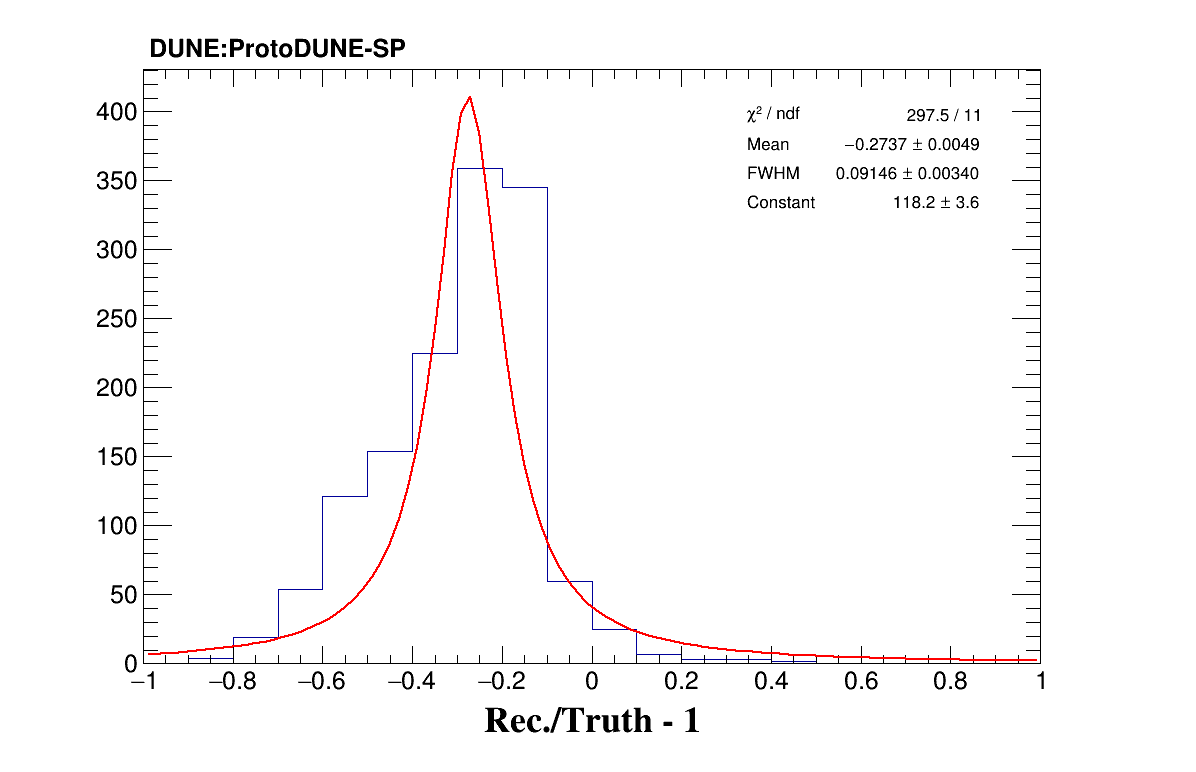 DUNE:ProtoDUNE-SP
χ² / ndf 297.5 / 11
Mean −0.2737 ± 0.0049
FWHM 0.09146 ± 0.00340
Constant 118.2 ± 3.6
400
350
300
250
200
150
100
50
0
−1 −0.8 −0.6 −0.4 −0.2 0 0.2 0.4 0.6 0.8 1
Rec./Truth - 1